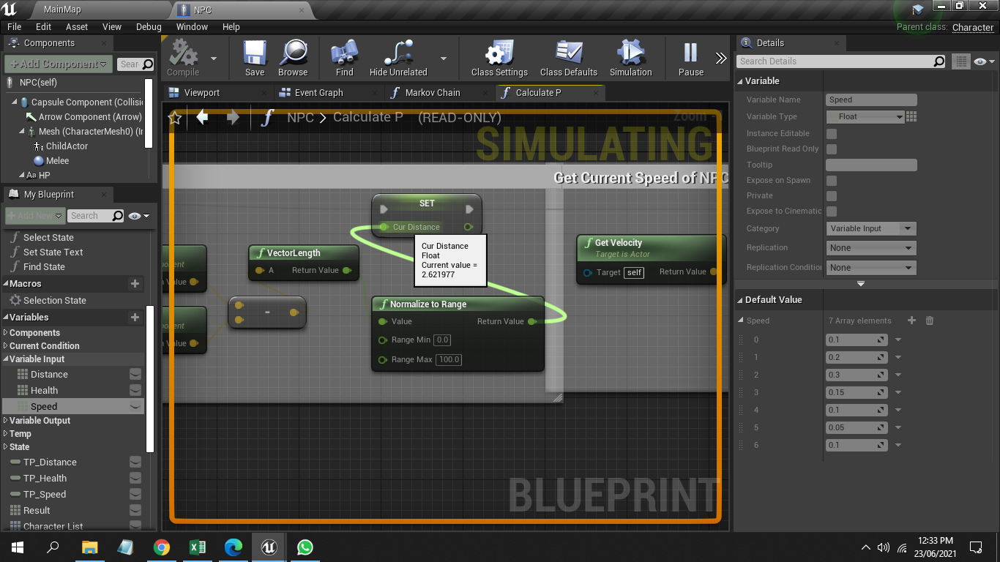 MainMap
NPC
File Edit Asset View Debug Window Help
Parent class: Character
Components
+ Add Component
Sear
NPC(self)
Capsule Component (Collisi
Arrow Component (Arrow)
Mesh (CharacterMesh0) (In
ChildActor
Melee
Aa HP
My Blueprint
+ Add New
Search
Select State
Set State Text
Find State
Macros
Selection State
Variables
Components
Current Condition
Variable Input
Distance
Health
Speed
Variable Output
Temp
State
TP_Distance
TP_Health
TP_Speed
Result
Character List
Compile Save Browse Find Hide Unrelated Class Settings Class Defaults Simulation Pause
Viewport Event Graph Markov Chain Calculate P
NPC > Calculate P (READ-ONLY)
Zoom -1
SIMULATING
Get Current Speed of NPC
SET
Cur Distance
Cur Distance
Float
Current value =
2.621977
VectorLength
A Return Value
-
Normalize to Range
Value Return Value
Range Min 0.0
Range Max 100.0
Get Velocity
Target is Actor
Target self Return Value
BLUEPRINT
Details
Search Details
Variable
Variable Name Speed
Variable Type Float
Instance Editable
Blueprint Read Only
Tooltip
Expose on Spawn
Private
Expose to Cinematic
Category Variable Input
Replication None
Replication Condition None
Default Value
Speed 7 Array elements
0 0.1
1 0.2
2 0.3
3 0.15
4 0.1
5 0.05
6 0.1
12:33 PM
23/06/2021